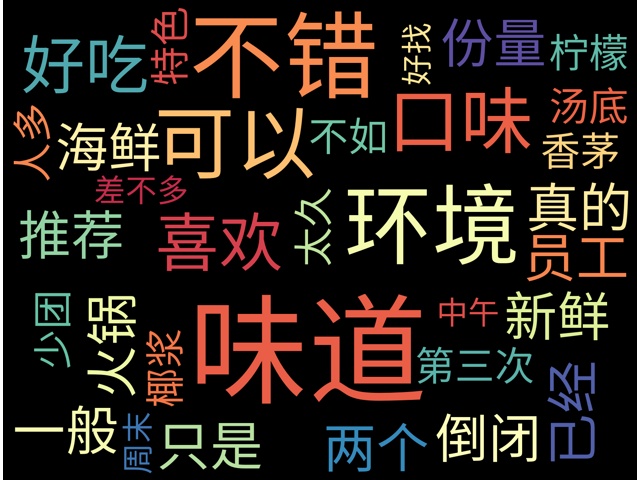 好吃
特色
不错
好找
份量
柠檬
人多
海鲜
可以
不如
口味
汤底
香茅
差不多
推荐
喜欢
太久
环境
真的
员工
少团
火锅
椰浆
味道
中午
新鲜
第三次
已经
一般
周末
只是
两个
倒闭